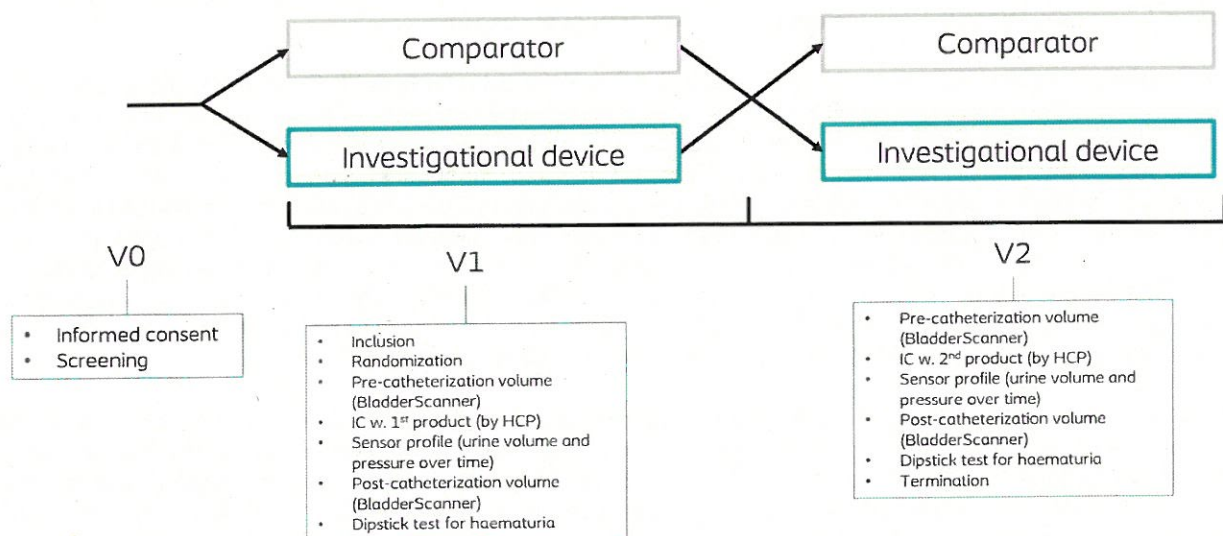 Comparator
Comparator
Investigational device
Investigational device
V0
• Informed consent
• Screening
V1
• Inclusion
• Randomization
• Pre-catheterization volume
(BladderScanner)
• IC w. 1st product (by HCP)
• Sensor profile (urine volume and
pressure over time)
• Post-catheterization volume
(BladderScanner)
• Dipstick test for haematuria
V2
• Pre-catheterization volume
(BladderScanner)
• IC w. 2nd product (by HCP)
• Sensor profile (urine volume and
pressure over time)
• Post-catheterization volume
(BladderScanner)
• Dipstick test for haematuria
• Termination